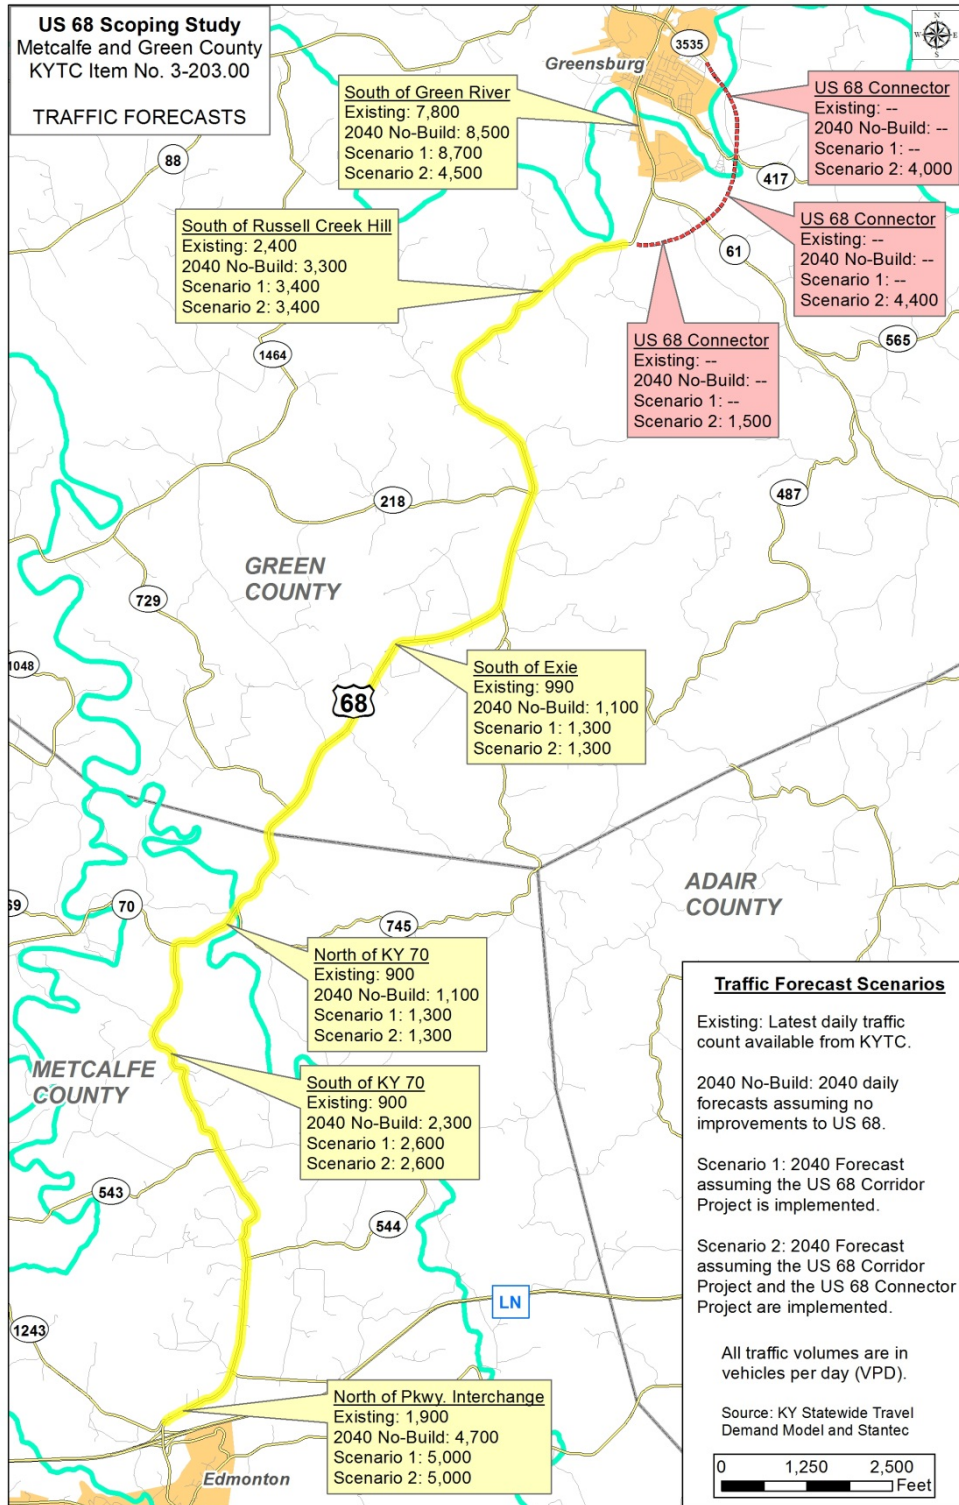 US 68 Scoping Study
Metcalfe and Green County
KYTC Item No. 3-203.00
TRAFFIC FORECASTS
N
W
E
S
3535
Greensburg
South of Green River
Existing: 7,800
2040 No-Build: 8,500
Scenario 1: 8,700
Scenario 2: 4,500
US 68 Connector
Existing: --
2040 No-Build: --
Scenario 1: --
Scenario 2: 4,000
88
417
South of Russell Creek Hill
Existing: 2,400
2040 No-Build: 3,300
Scenario 1: 3,400
Scenario 2: 3,400
US 68 Connector
Existing: --
2040 No-Build: --
Scenario 1: --
Scenario 2: 4,400
61
US 68 Connector
Existing: --
2040 No-Build: --
Scenario 1: --
Scenario 2: 1,500
565
1464
218
487
GREEN
COUNTY
729
1048
68
South of Exie
Existing: 990
2040 No-Build: 1,100
Scenario 1: 1,300
Scenario 2: 1,300
ADAIR
COUNTY
69
70
745
North of KY 70
Existing: 900
2040 No-Build: 1,100
Scenario 1: 1,300
Scenario 2: 1,300
METCALFE
COUNTY
South of KY 70
Existing: 900
2040 No-Build: 2,300
Scenario 1: 2,600
Scenario 2: 2,600
543
544
LN
1243
North of Pkwy. Interchange
Existing: 1,900
2040 No-Build: 4,700
Scenario 1: 5,000
Scenario 2: 5,000
Edmonton
Traffic Forecast Scenarios
Existing: Latest daily traffic
count available from KYTC.
2040 No-Build: 2040 daily
forecasts assuming no
improvements to US 68.
Scenario 1: 2040 Forecast
assuming the US 68 Corridor
Project is implemented.
Scenario 2: 2040 Forecast
assuming the US 68 Corridor
Project and the US 68 Connector
Project are implemented.
All traffic volumes are in
vehicles per day (VPD).
Source: KY Statewide Travel
Demand Model and Stantec
0 1,250 2,500
Feet